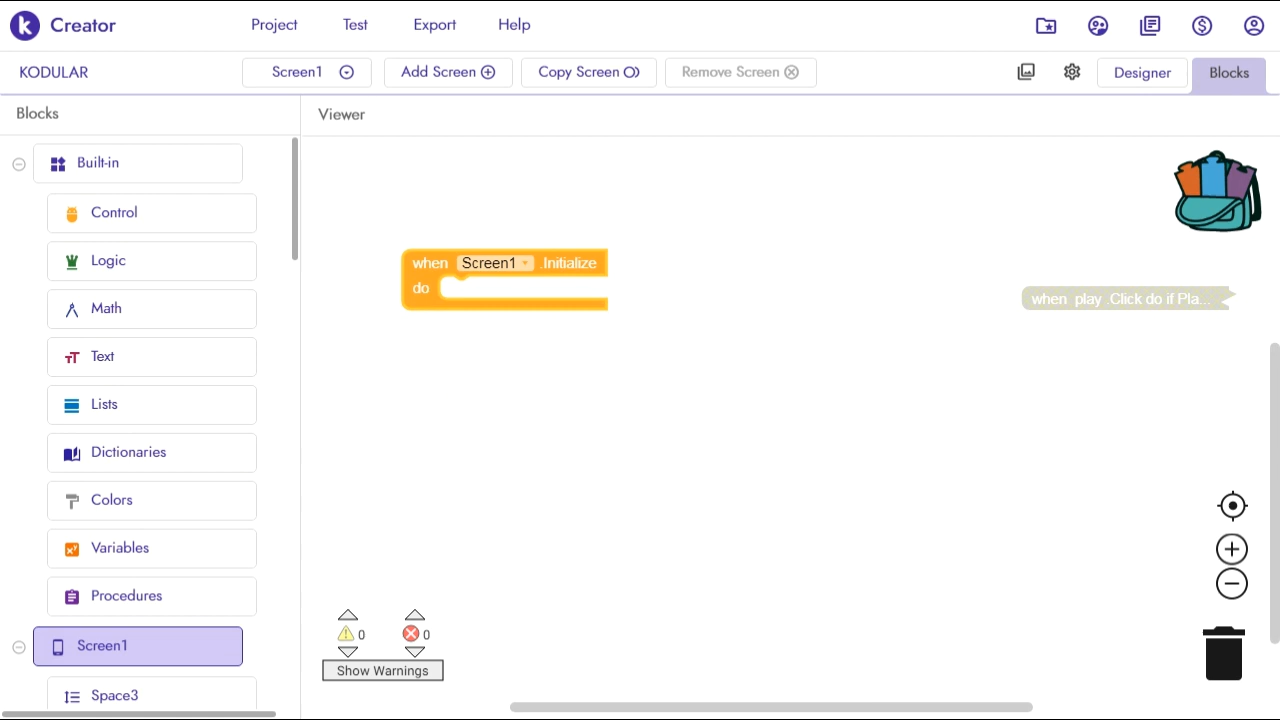 Creator
Project
Test
Export
Help
KODULAR
Screen1
Add Screen
Copy Screen
Remove Screen
Designer
Blocks
Blocks
Viewer
Built-in
Control
Logic
Math
Text
Lists
Dictionaries
Colors
Variables
Procedures
Screen1
Space3
when Screen1 .Initialize
do
when play .Click do if Pla...
0
0
Show Warnings